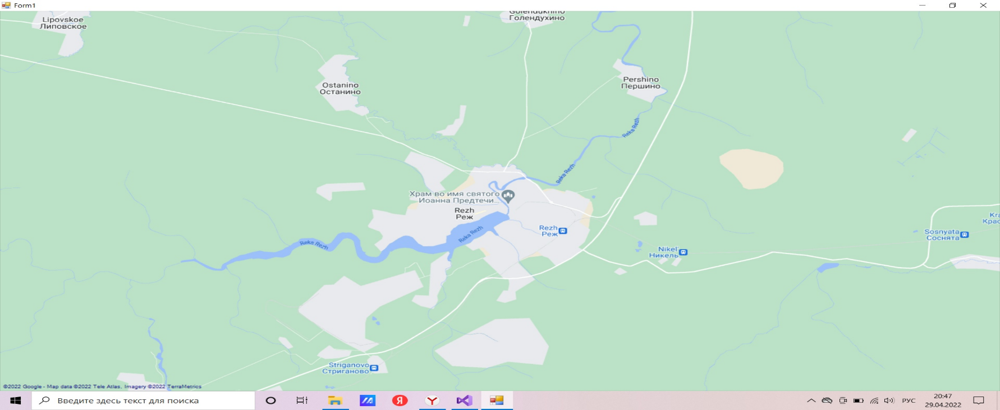 Form1
Lipovskoe
Липовское
Golendukhino
Голендухино
Ostanino
Останино
Pershino
Першино
Reka Rezh
Reka Rezh
Храм во имя святого
Иоанна Предтечи...
Rezh
Реж
Reka Rezh
Rezh
Реж
Reka Rezh
Kra
Крас
Sosnyata
Соснята
Nikel'
Никель
Striganovo
Стриганово
©2022 Google - Map data ©2022 Tele Atlas, Imagery ©2022 TerraMetrics
Введите здесь текст для поиска
РУС
20:47
29.04.2022